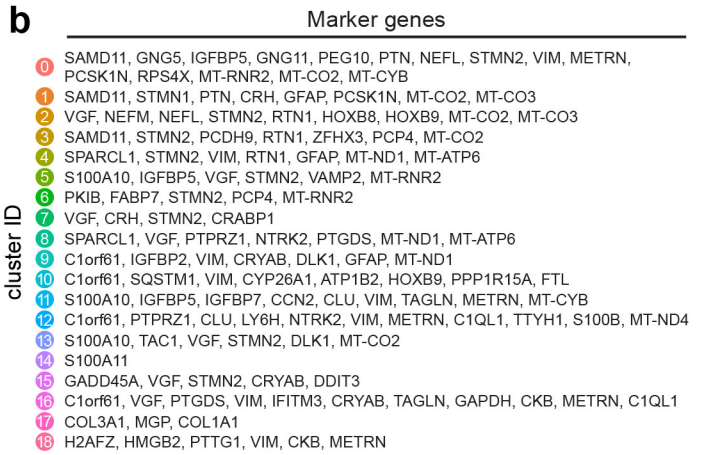 b
Marker genes
cluster ID
0 SAMD11, GNG5, IGFBP5, GNG11, PEG10, PTN, NEFL, STMN2, VIM, METRN,
PCSK1N, RPS4X, MT-RNR2, MT-CO2, MT-CYB
1 SAMD11, STMN1, PTN, CRH, GFAP, PCSK1N, MT-CO2, MT-CO3
2 VGF, NEFM, NEFL, STMN2, RTN1, HOXB8, HOXB9, MT-CO2, MT-CO3
3 SAMD11, STMN2, PCDH9, RTN1, ZFHX3, PCP4, MT-CO2
4 SPARCL1, STMN2, VIM, RTN1, GFAP, MT-ND1, MT-ATP6
5 S100A10, IGFBP5, VGF, STMN2, VAMP2, MT-RNR2
6 PKIB, FABP7, STMN2, PCP4, MT-RNR2
7 VGF, CRH, STMN2, CRABP1
8 SPARCL1, VGF, PTPRZ1, NTRK2, PTGDS, MT-ND1, MT-ATP6
9 C1orf61, IGFBP2, VIM, CRYAB, DLK1, GFAP, MT-ND1
10 C1orf61, SQSTM1, VIM, CYP26A1, ATP1B2, HOXB9, PPP1R15A, FTL
11 S100A10, IGFBP5, IGFBP7, CCN2, CLU, VIM, TAGLN, METRN, MT-CYB
12 C1orf61, PTPRZ1, CLU, LY6H, NTRK2, VIM, METRN, C1QL1, TTYH1, S100B, MT-ND4
13 S100A10, TAC1, VGF, STMN2, DLK1, MT-CO2
14 S100A11
15 GADD45A, VGF, STMN2, CRYAB, DDIT3
16 C1orf61, VGF, PTGDS, VIM, IFITM3, CRYAB, TAGLN, GAPDH, CKB, METRN, C1QL1
17 COL3A1, MGP, COL1A1
18 H2AFZ, HMGB2, PTTG1, VIM, CKB, METRN